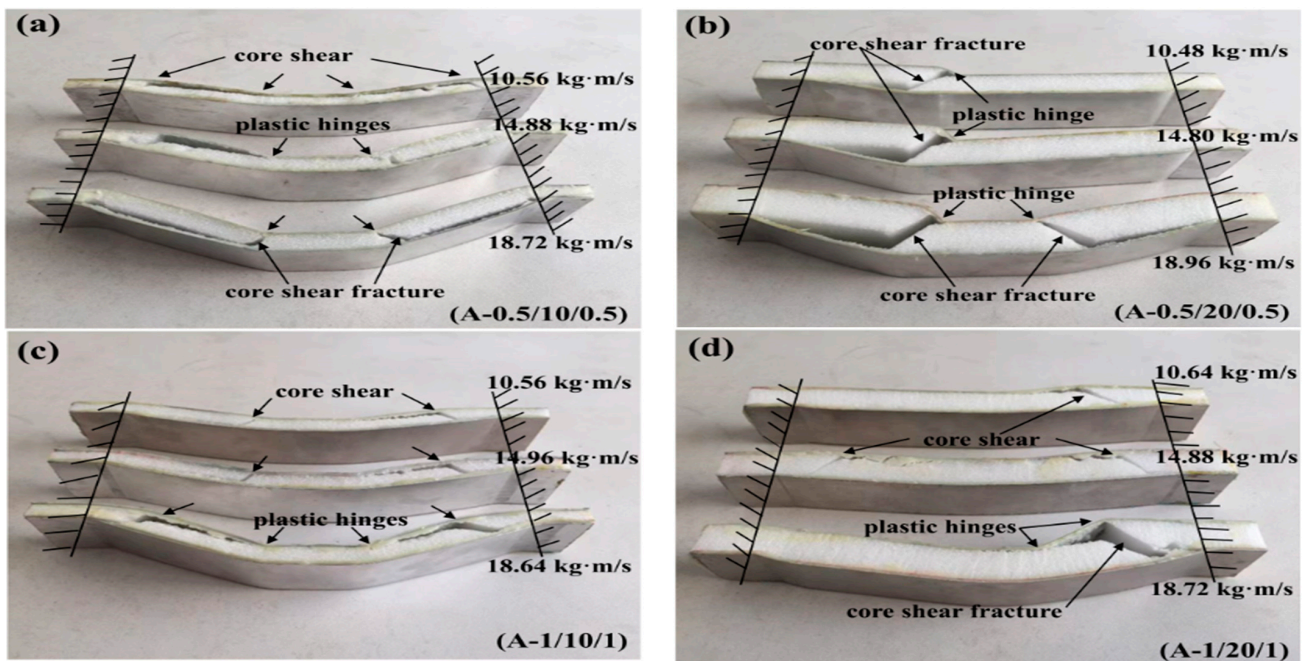 (a)
core shear
10.56 kg·m/s
plastic hinges
14.88 kg·m/s
18.72 kg·m/s
core shear fracture
(A-0.5/10/0.5)
(b)
core shear fracture
10.48 kg·m/s
plastic hinge
14.80 kg·m/s
plastic hinge
18.96 kg·m/s
core shear fracture
(A-0.5/20/0.5)
(c)
10.56 kg·m/s
core shear
14.96 kg·m/s
plastic hinges
18.64 kg·m/s
(A-1/10/1)
(d)
10.64 kg·m/s
core shear
14.88 kg·m/s
plastic hinges
18.72 kg·m/s
core shear fracture
(A-1/20/1)